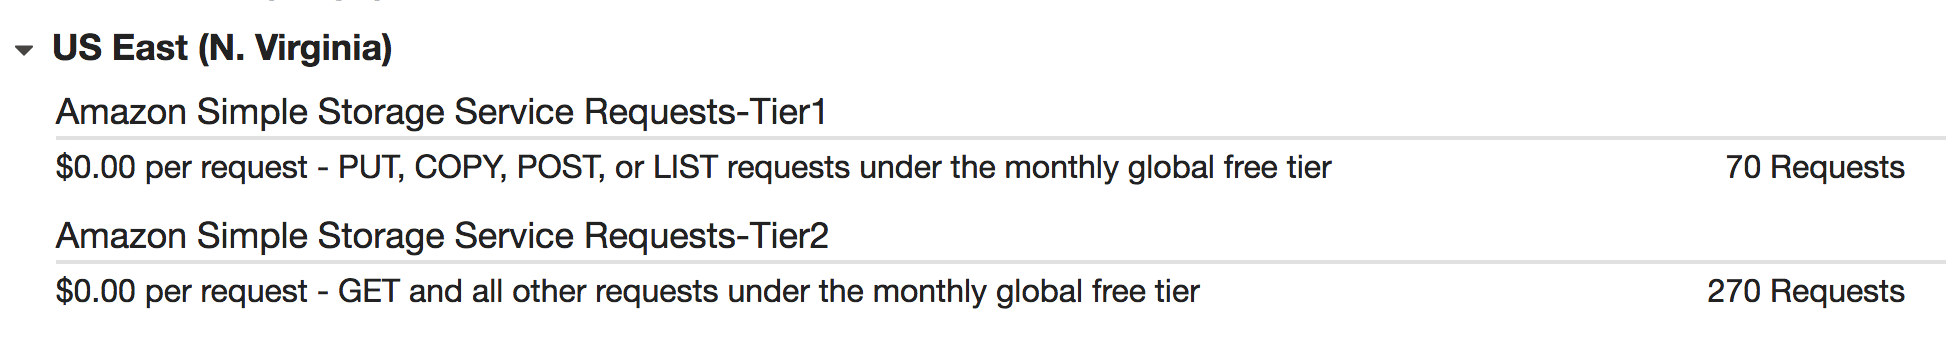 US East (N. Virginia)
Amazon Simple Storage Service Requests-Tier1
$0.00 per request - PUT, COPY, POST, or LIST requests under the monthly global free tier 70 Requests
Amazon Simple Storage Service Requests-Tier2
$0.00 per request - GET and all other requests under the monthly global free tier 270 Requests